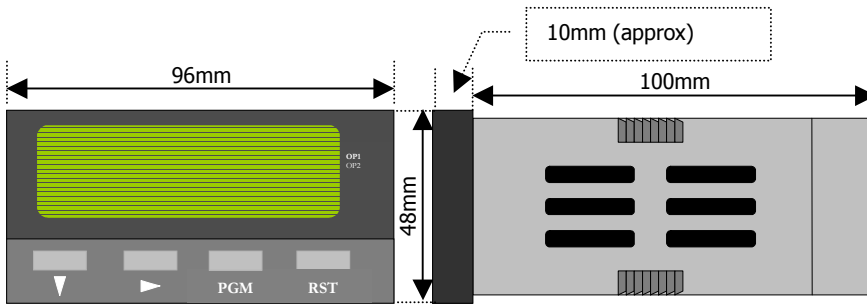 10mm (approx)
96mm
100mm
OP1
OP2
48mm
PGM
RST